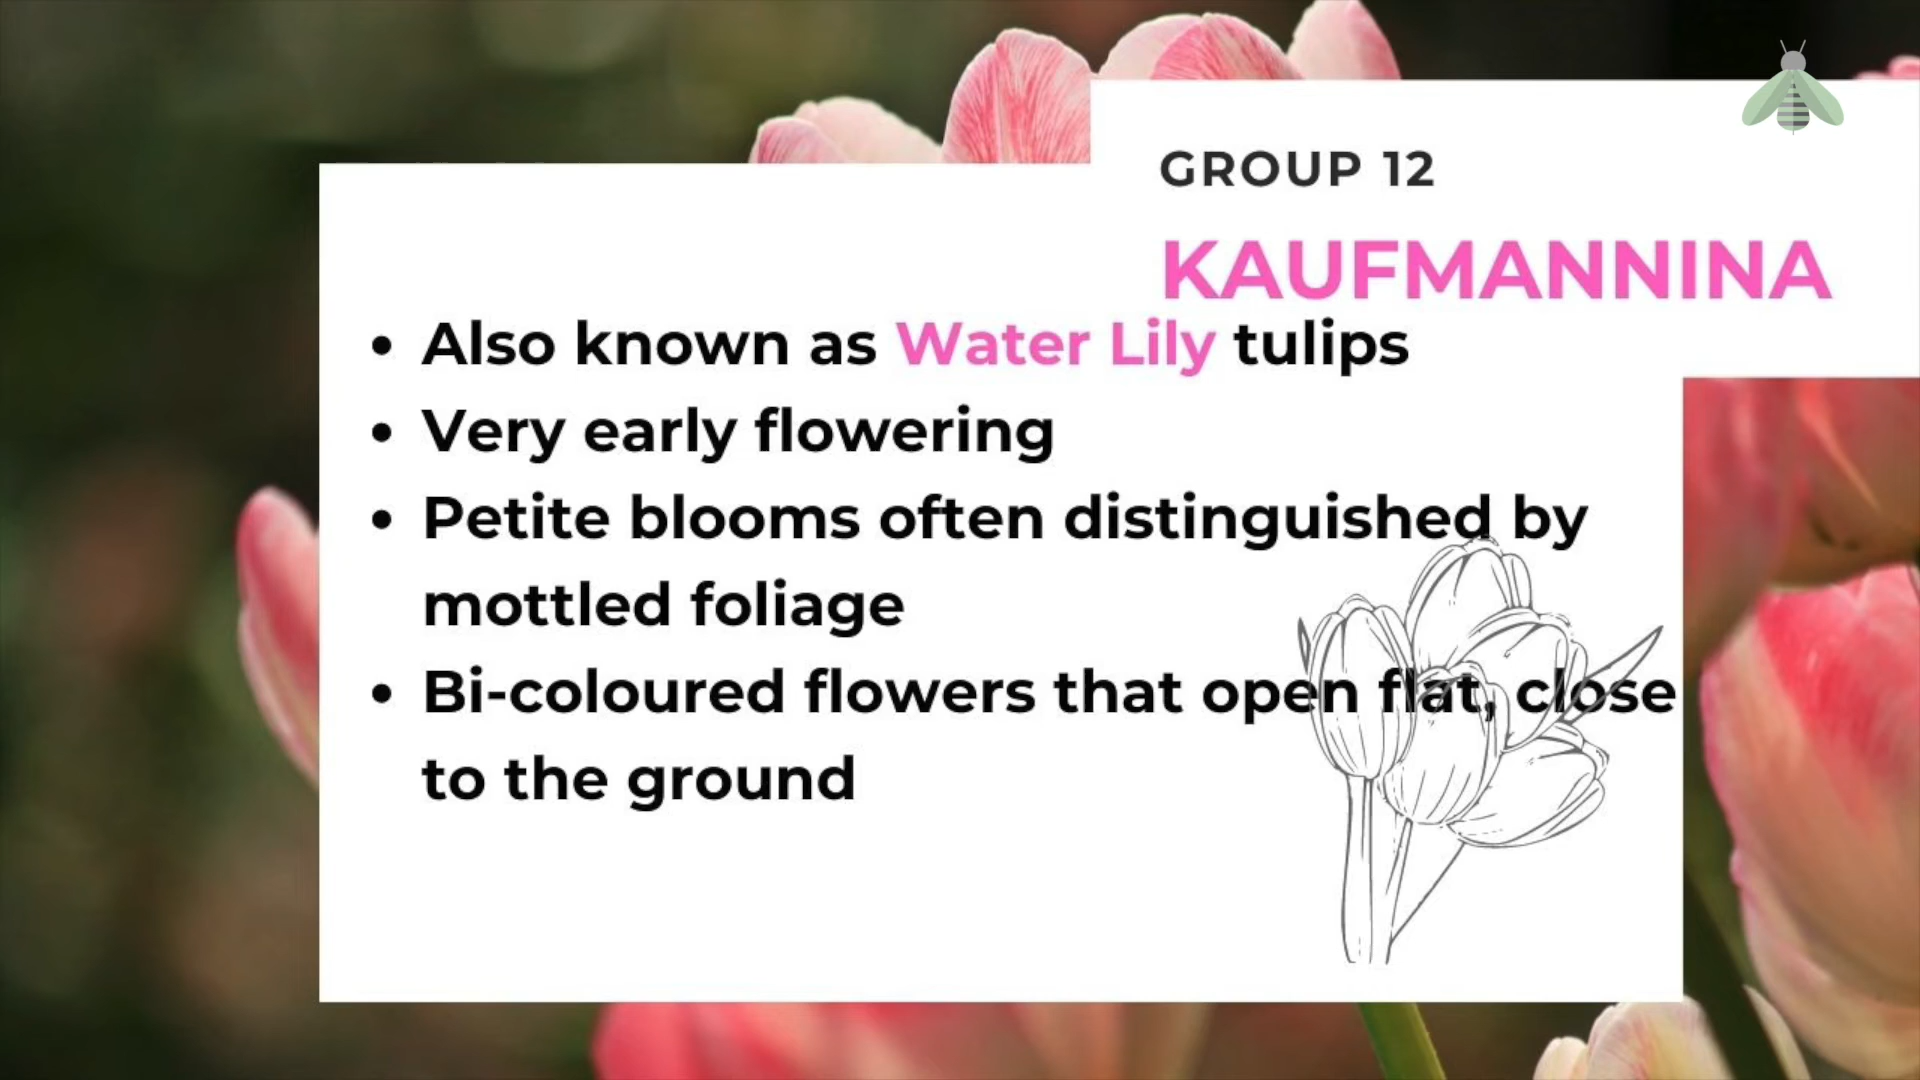 GROUP 12
KAUFMANNINA
• Also known as Water Lily tulips
• Very early flowering
• Petite blooms often distinguished by
mottled foliage
• Bi-coloured flowers that open flat, close
to the ground